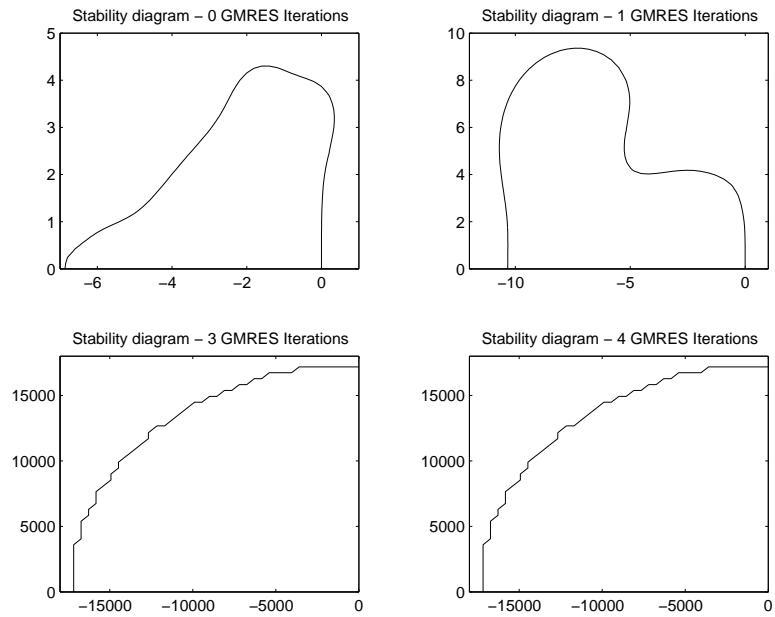 Stability diagram – 0 GMRES Iterations
5
4
3
2
1
0
−6 −4 −2 0
Stability diagram – 1 GMRES Iterations
10
8
6
4
2
0
−10 −5 0
Stability diagram – 3 GMRES Iterations
15000
10000
5000
0
−15000 −10000 −5000 0
Stability diagram – 4 GMRES Iterations
15000
10000
5000
0
−15000 −10000 −5000 0